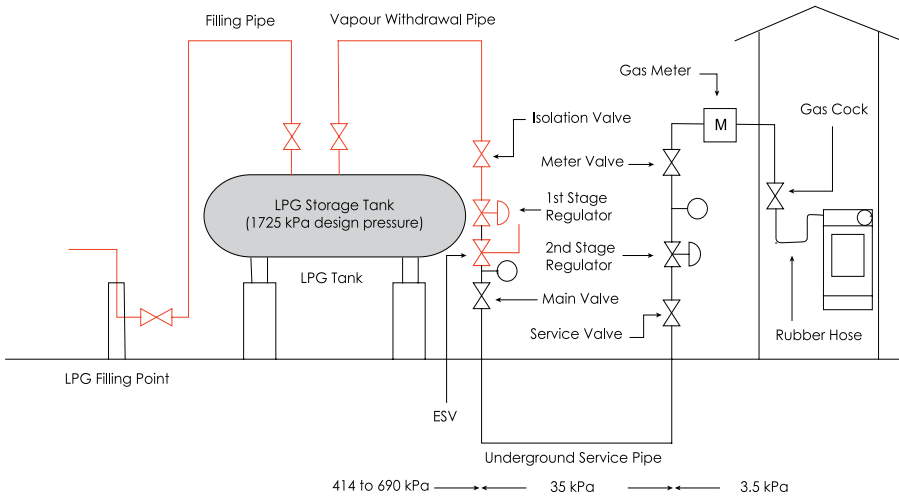 Filling Pipe
Vapour Withdrawal Pipe
Gas Meter
M
Gas Cock
Isolation Valve
Meter Valve
LPG Storage Tank
(1725 kPa design pressure)
1st Stage
Regulator
2nd Stage
Regulator
LPG Tank
Main Valve
Service Valve
Rubber Hose
LPG Filling Point
ESV
Underground Service Pipe
414 to 690 kPa
35 kPa
3.5 kPa